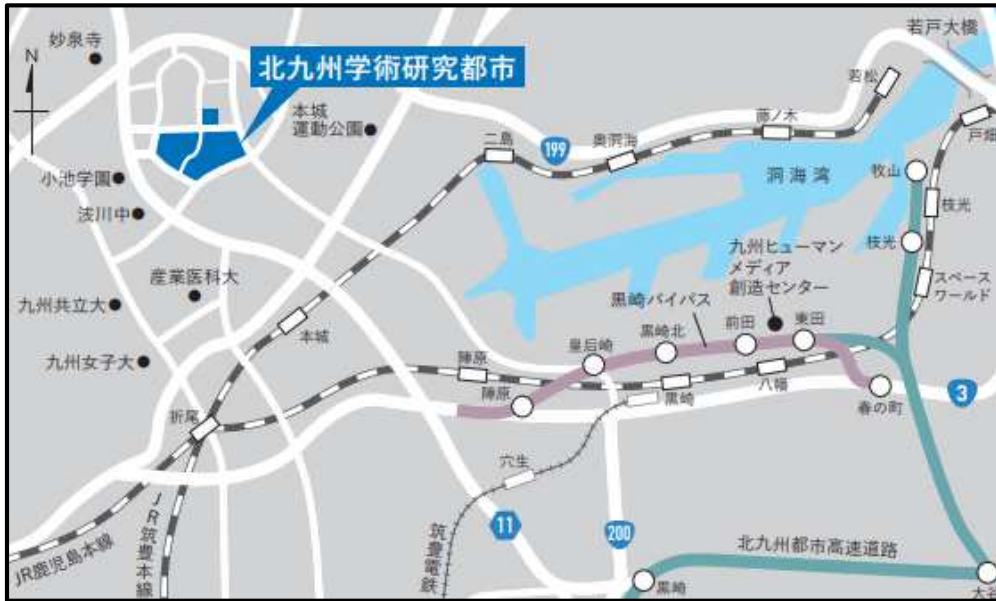 妙泉寺
N
北九州学術研究都市
若戸大橋
若松
本城
運動公園
藤ノ木
戸畑
二島
199
奥洞海
洞海湾
牧山
小池学園
浅川中
枝光
枝光
産業医科大
九州ヒューマン
メディア
創造センター
スペース
ワールド
九州共立大
黒崎バイパス
本城
皇后崎
黒崎北
前田
東田
九州女子大
陣原
陣原
黒崎
八幡
春の町
3
折尾
穴生
11
200
JR筑豊本線
筑豊電鉄
北九州都市高速道路
JR鹿児島本線
黒崎
大谷